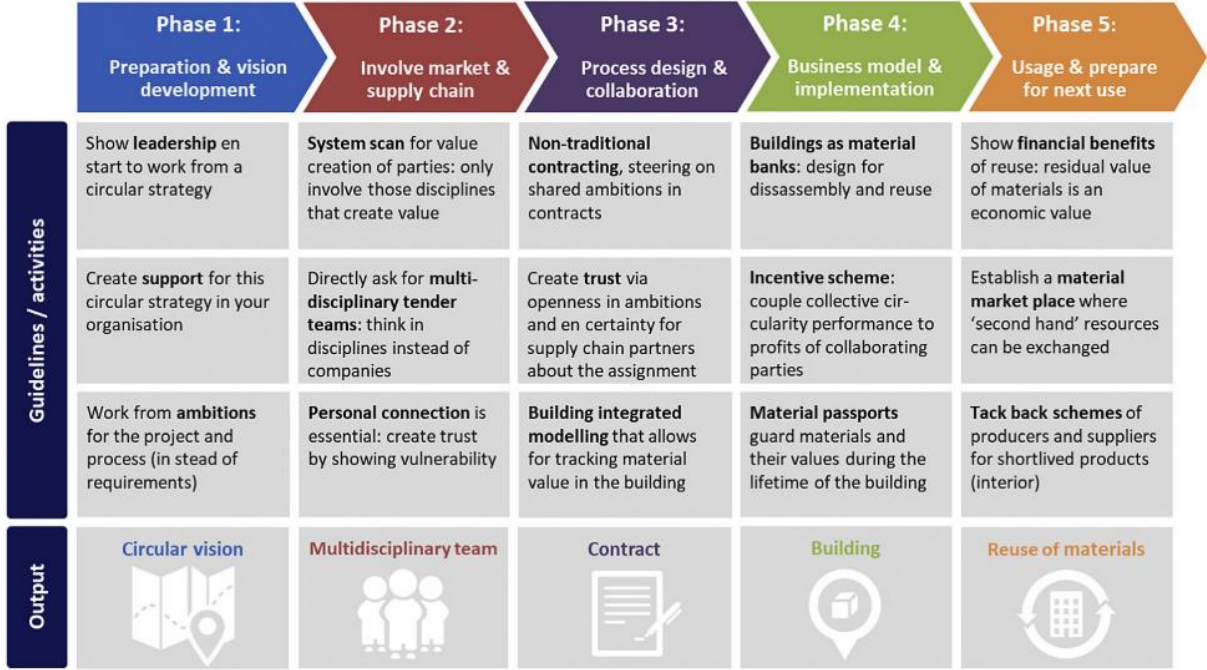 Phase 1:
Preparation & vision
development
Phase 2:
Involve market &
supply chain
Phase 3:
Process design &
collaboration
Phase 4:
Business model &
implementation
Phase 5:
Usage & prepare
for next use
Guidelines / activities
Show leadership en
start to work from a
circular strategy
System scan for value
creation of parties: only
involve those disciplines
that create value
Non-traditional
contracting, steering on
shared ambitions in
contracts
Buildings as material
banks: design for
dissassembly and reuse
Show financial benefits
of reuse: residual value
of materials is an
economic value
Create support for this
circular strategy in your
organisation
Directly ask for multi-
disciplinary tender
teams: think in
disciplines instead of
companies
Create trust via
openness in ambitions
and en certainty for
supply chain partners
about the assignment
Incentive scheme:
couple collective cir-
cularity performance to
profits of collaborating
parties
Establish a material
market place where
‘second hand’ resources
can be exchanged
Work from ambitions
for the project and
process (in stead of
requirements)
Personal connection is
essential: create trust
by showing vulnerability
Building integrated
modelling that allows
for tracking material
value in the building
Material passports
guard materials and
their values during the
lifetime of the building
Tack back schemes of
producers and suppliers
for shortlived products
(interior)
Output
Circular vision
Multidisciplinary team
Contract
Building
Reuse of materials